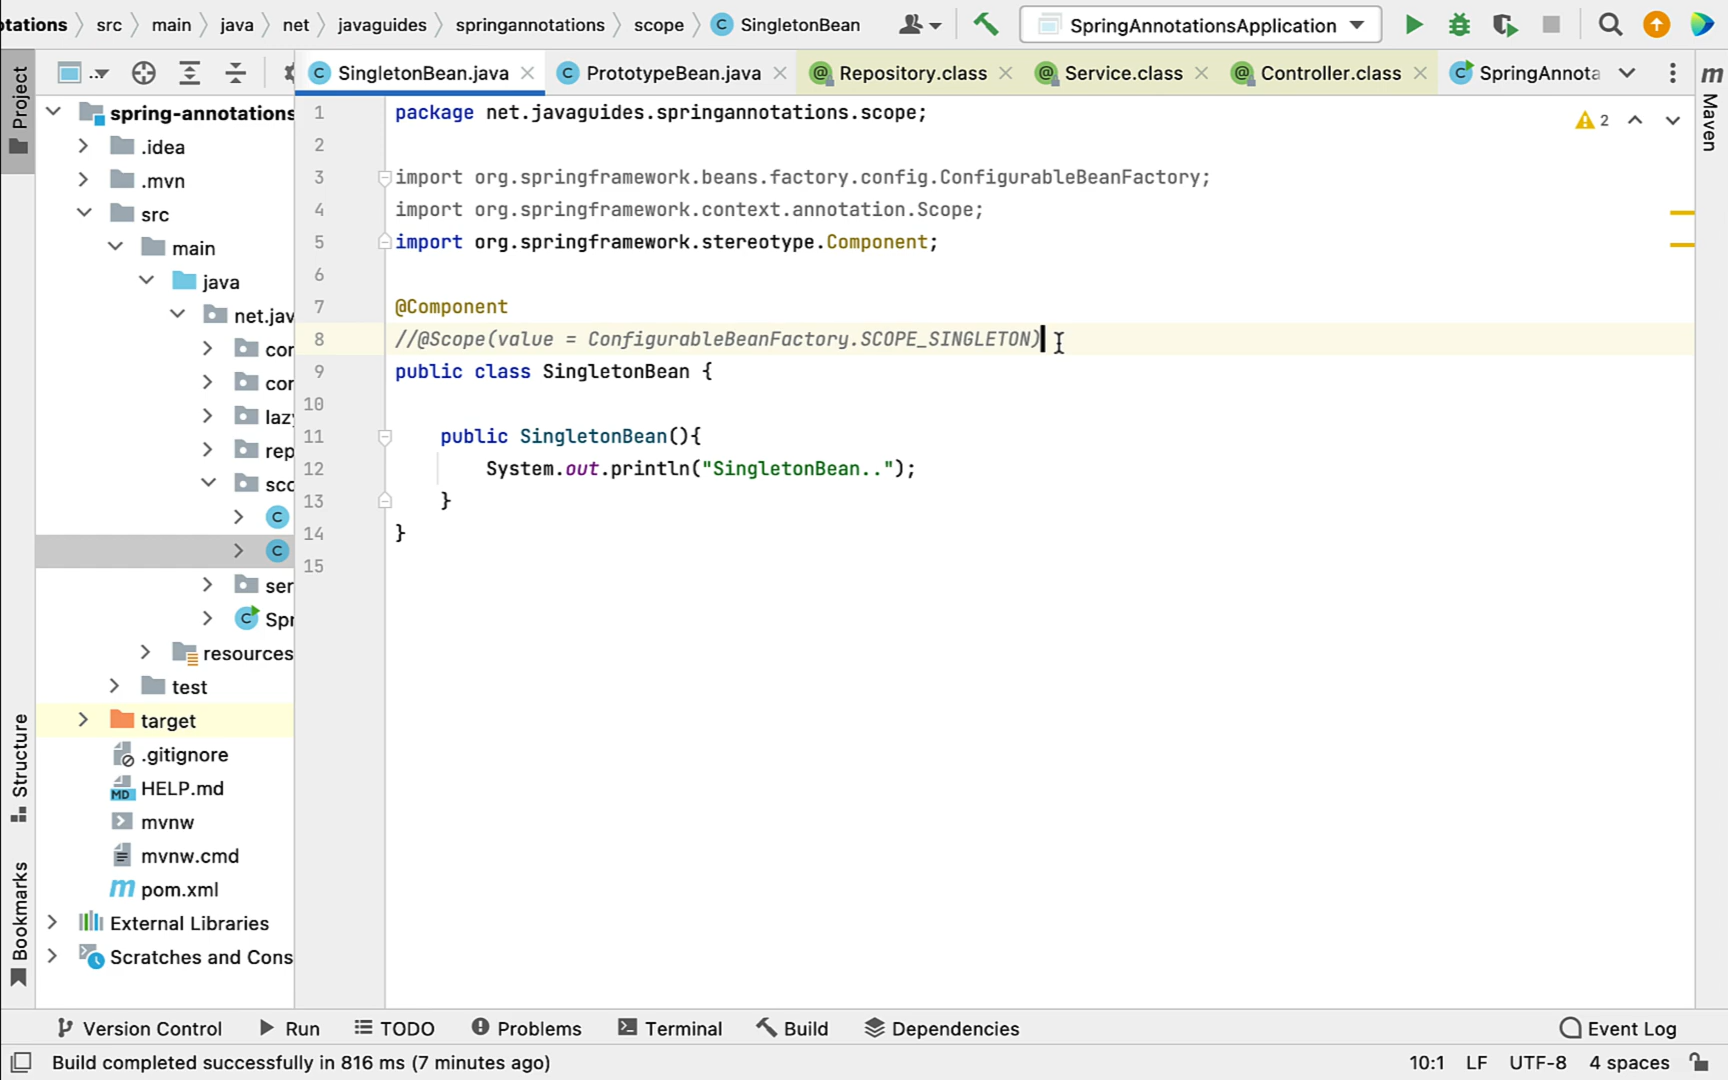 otations src main java net javaguides springannotations scope SingletonBean SpringAnnotationsApplication
SingletonBean.java PrototypeBean.java Repository.class Service.class Controller.class SpringAnnota
Project
Structure
Bookmarks
m
Maven
spring-annotations
.idea
.mvn
src
main
java
net.jav
con
con
lazy
rep
sco
C
C
ser
Spr
resources
test
target
.gitignore
HELP.md
mvnw
mvnw.cmd
pom.xml
External Libraries
Scratches and Cons
2
1 package net.javaguides.springannotations.scope;
2
3 import org.springframework.beans.factory.config.ConfigurableBeanFactory;
4 import org.springframework.context.annotation.Scope;
5 import org.springframework.stereotype.Component;
6
7 @Component
8 //@Scope(value = ConfigurableBeanFactory.SCOPE_SINGLETON)
9 public class SingletonBean {
10
11 public SingletonBean(){
12 System.out.println("SingletonBean..");
13 }
14 }
15
Version Control Run TODO Problems Terminal Build Dependencies Event Log
Build completed successfully in 816 ms (7 minutes ago) 10:1 LF UTF-8 4 spaces